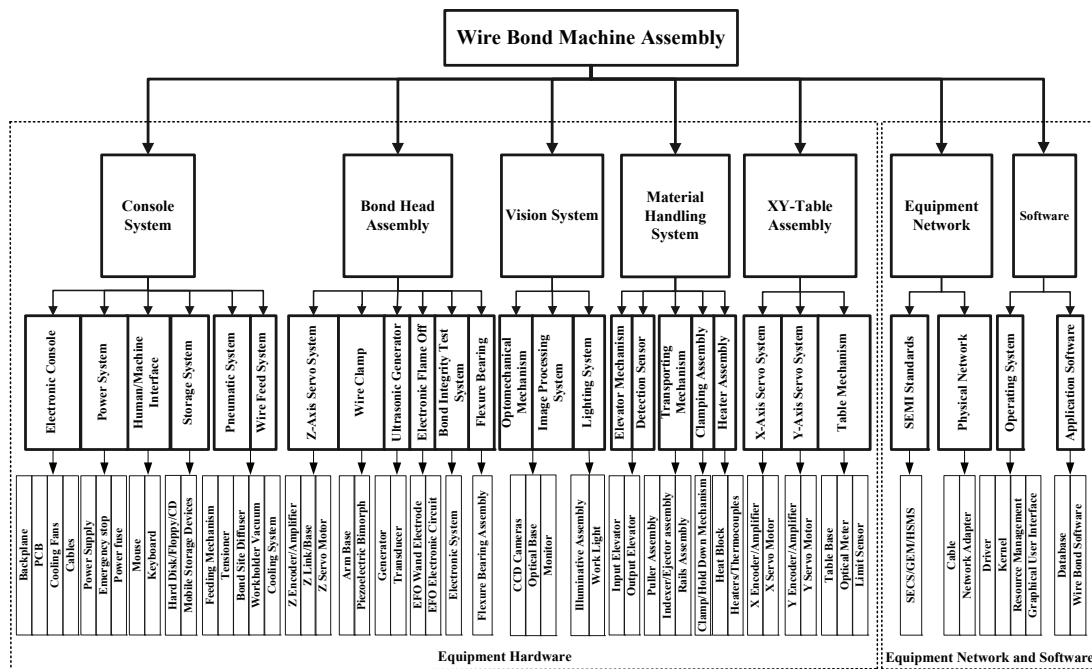 Wire Bond Machine Assembly
Console
System
Bond Head
Assembly
Vision System
Material
Handling
System
XY-Table
Assembly
Equipment
Network
Software
Electronic Console
Power System
Human/Machine
Interface
Storage System
Pneumatic System
Wire Feed System
Z-Axis Servo System
Wire Clamp
Ultrasonic Generator
Electronic Flame Off
Bond Integrity Test
System
Flexure Bearing
Optomechanical
Mechanism
Image Processing
System
Lighting System
Elevator Mechanism
Detection Sensor
Transporting
Mechanism
Clamping Assembly
Heater Assembly
X-Axis Servo System
Y-Axis Servo System
Table Mechanism
SEMI Standards
Physical Network
Operating System
Application Software
Backplane
PCB
Cooling Fans
Cables
Power Supply
Emergency stop
Power fuse
Mouse
Keyboard
Hard Disk/Floppy/CD
Mobile Storage Devices
Feeding Mechanism
Tensioner
Bond Site Diffuser
Workholder Vacuum
Cooling System
Z Encoder/Amplifier
Z Link/Base
Z Servo Motor
Arm Base
Piezoelectric Bimorph
Generator
Transducer
EFO Wand Electrode
EFO Electronic Circuit
Electronic System
Flexure Bearing Assembly
CCD Cameras
Optical Base
Monitor
Illuminative Assembly
Work Light
Input Elevator
Output Elevator
Puller Assembly
Indexer/Ejector assembly
Rails Assembly
Clamp/Hold Down Mechanism
Heat Block
Heaters/Thermocouples
X Encoder/Amplifier
X Servo Motor
Y Encoder/Amplifier
Y Servo Motor
Table Base
Optical Meter
Limit Sensor
SECS/GEM/HSMS
Cable
Network Adapter
Driver
Kernel
Resource Management
Graphical User Interface
Database
Wire Bond Software
Equipment Hardware
Equipment Network and Software